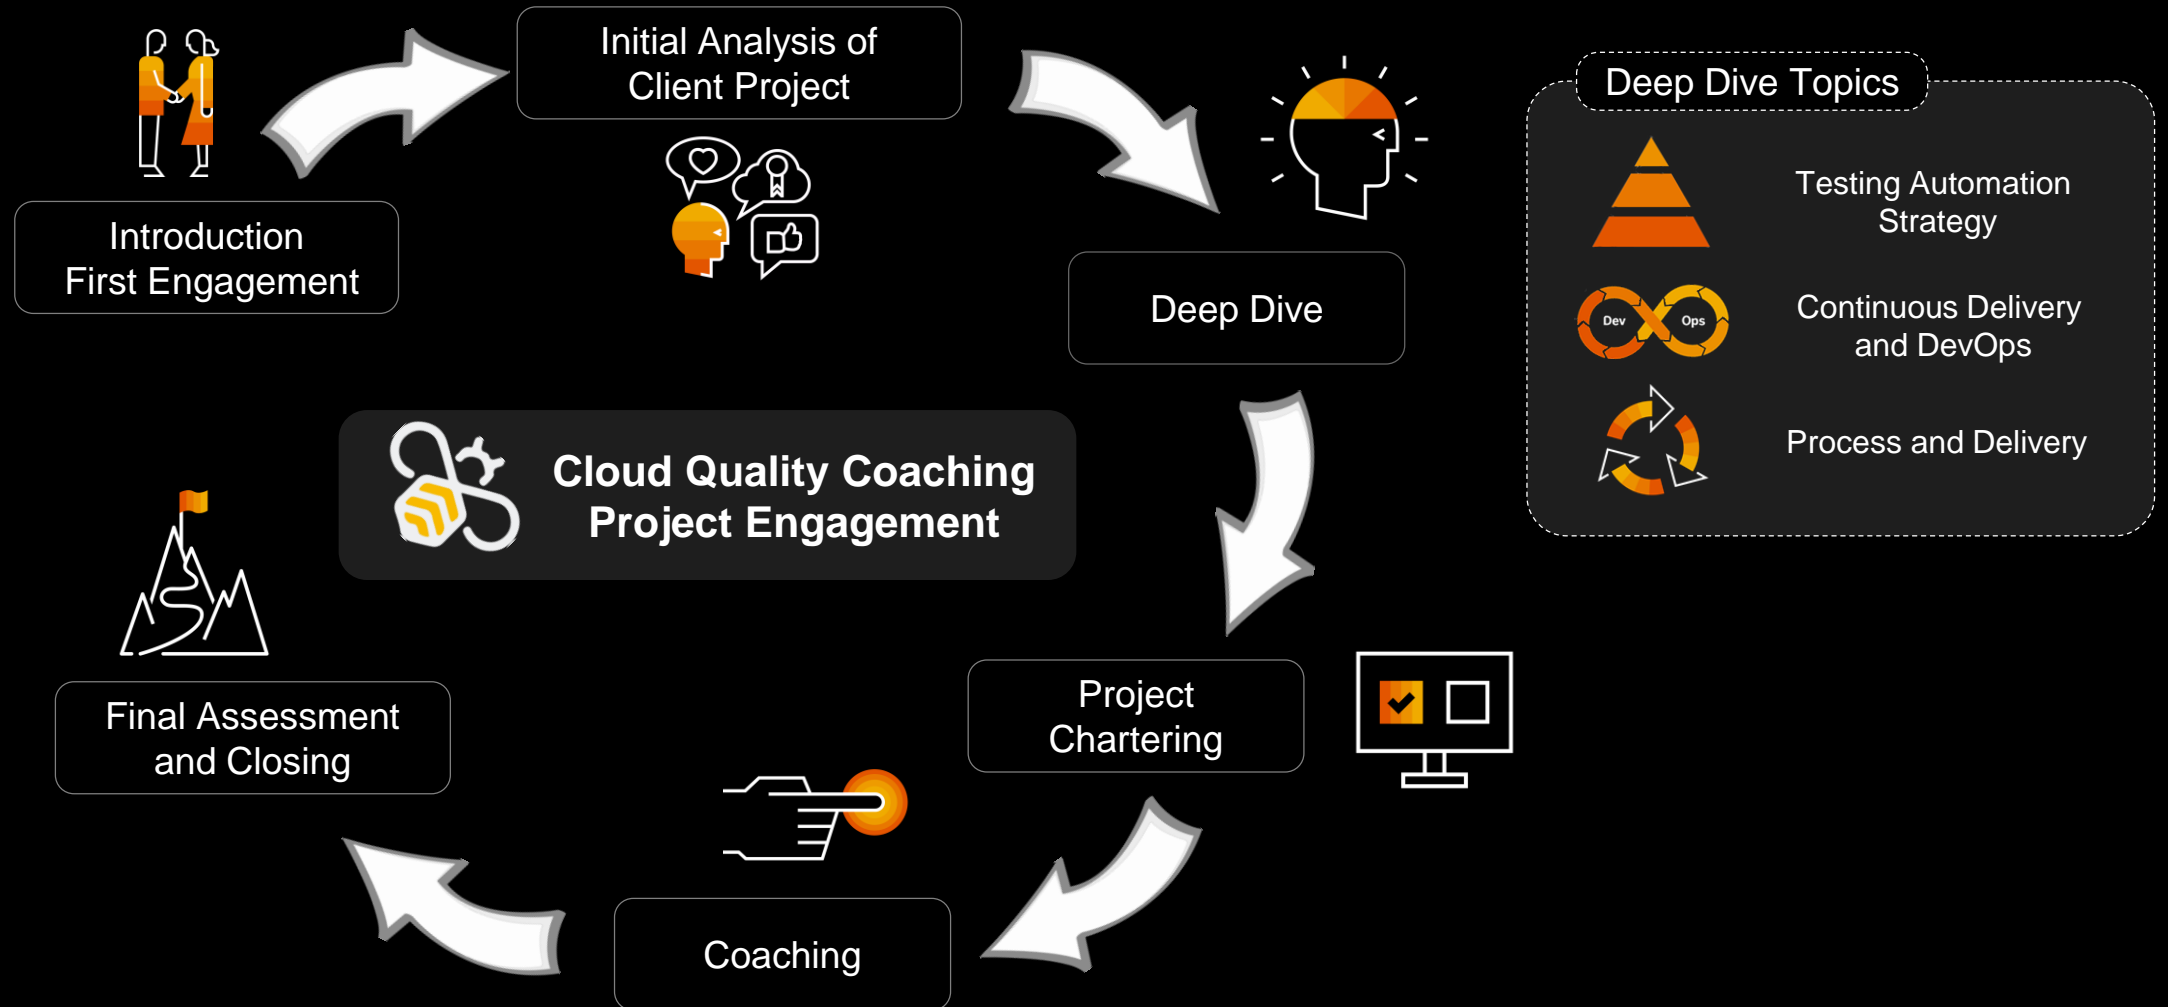 Introduction
First Engagement
Initial Analysis of
Client Project
Deep Dive
Project
Chartering
Coaching
Final Assessment
and Closing
Cloud Quality Coaching
Project Engagement
Deep Dive Topics
Testing Automation
Strategy
Dev
Ops
Continuous Delivery
and DevOps
Process and Delivery